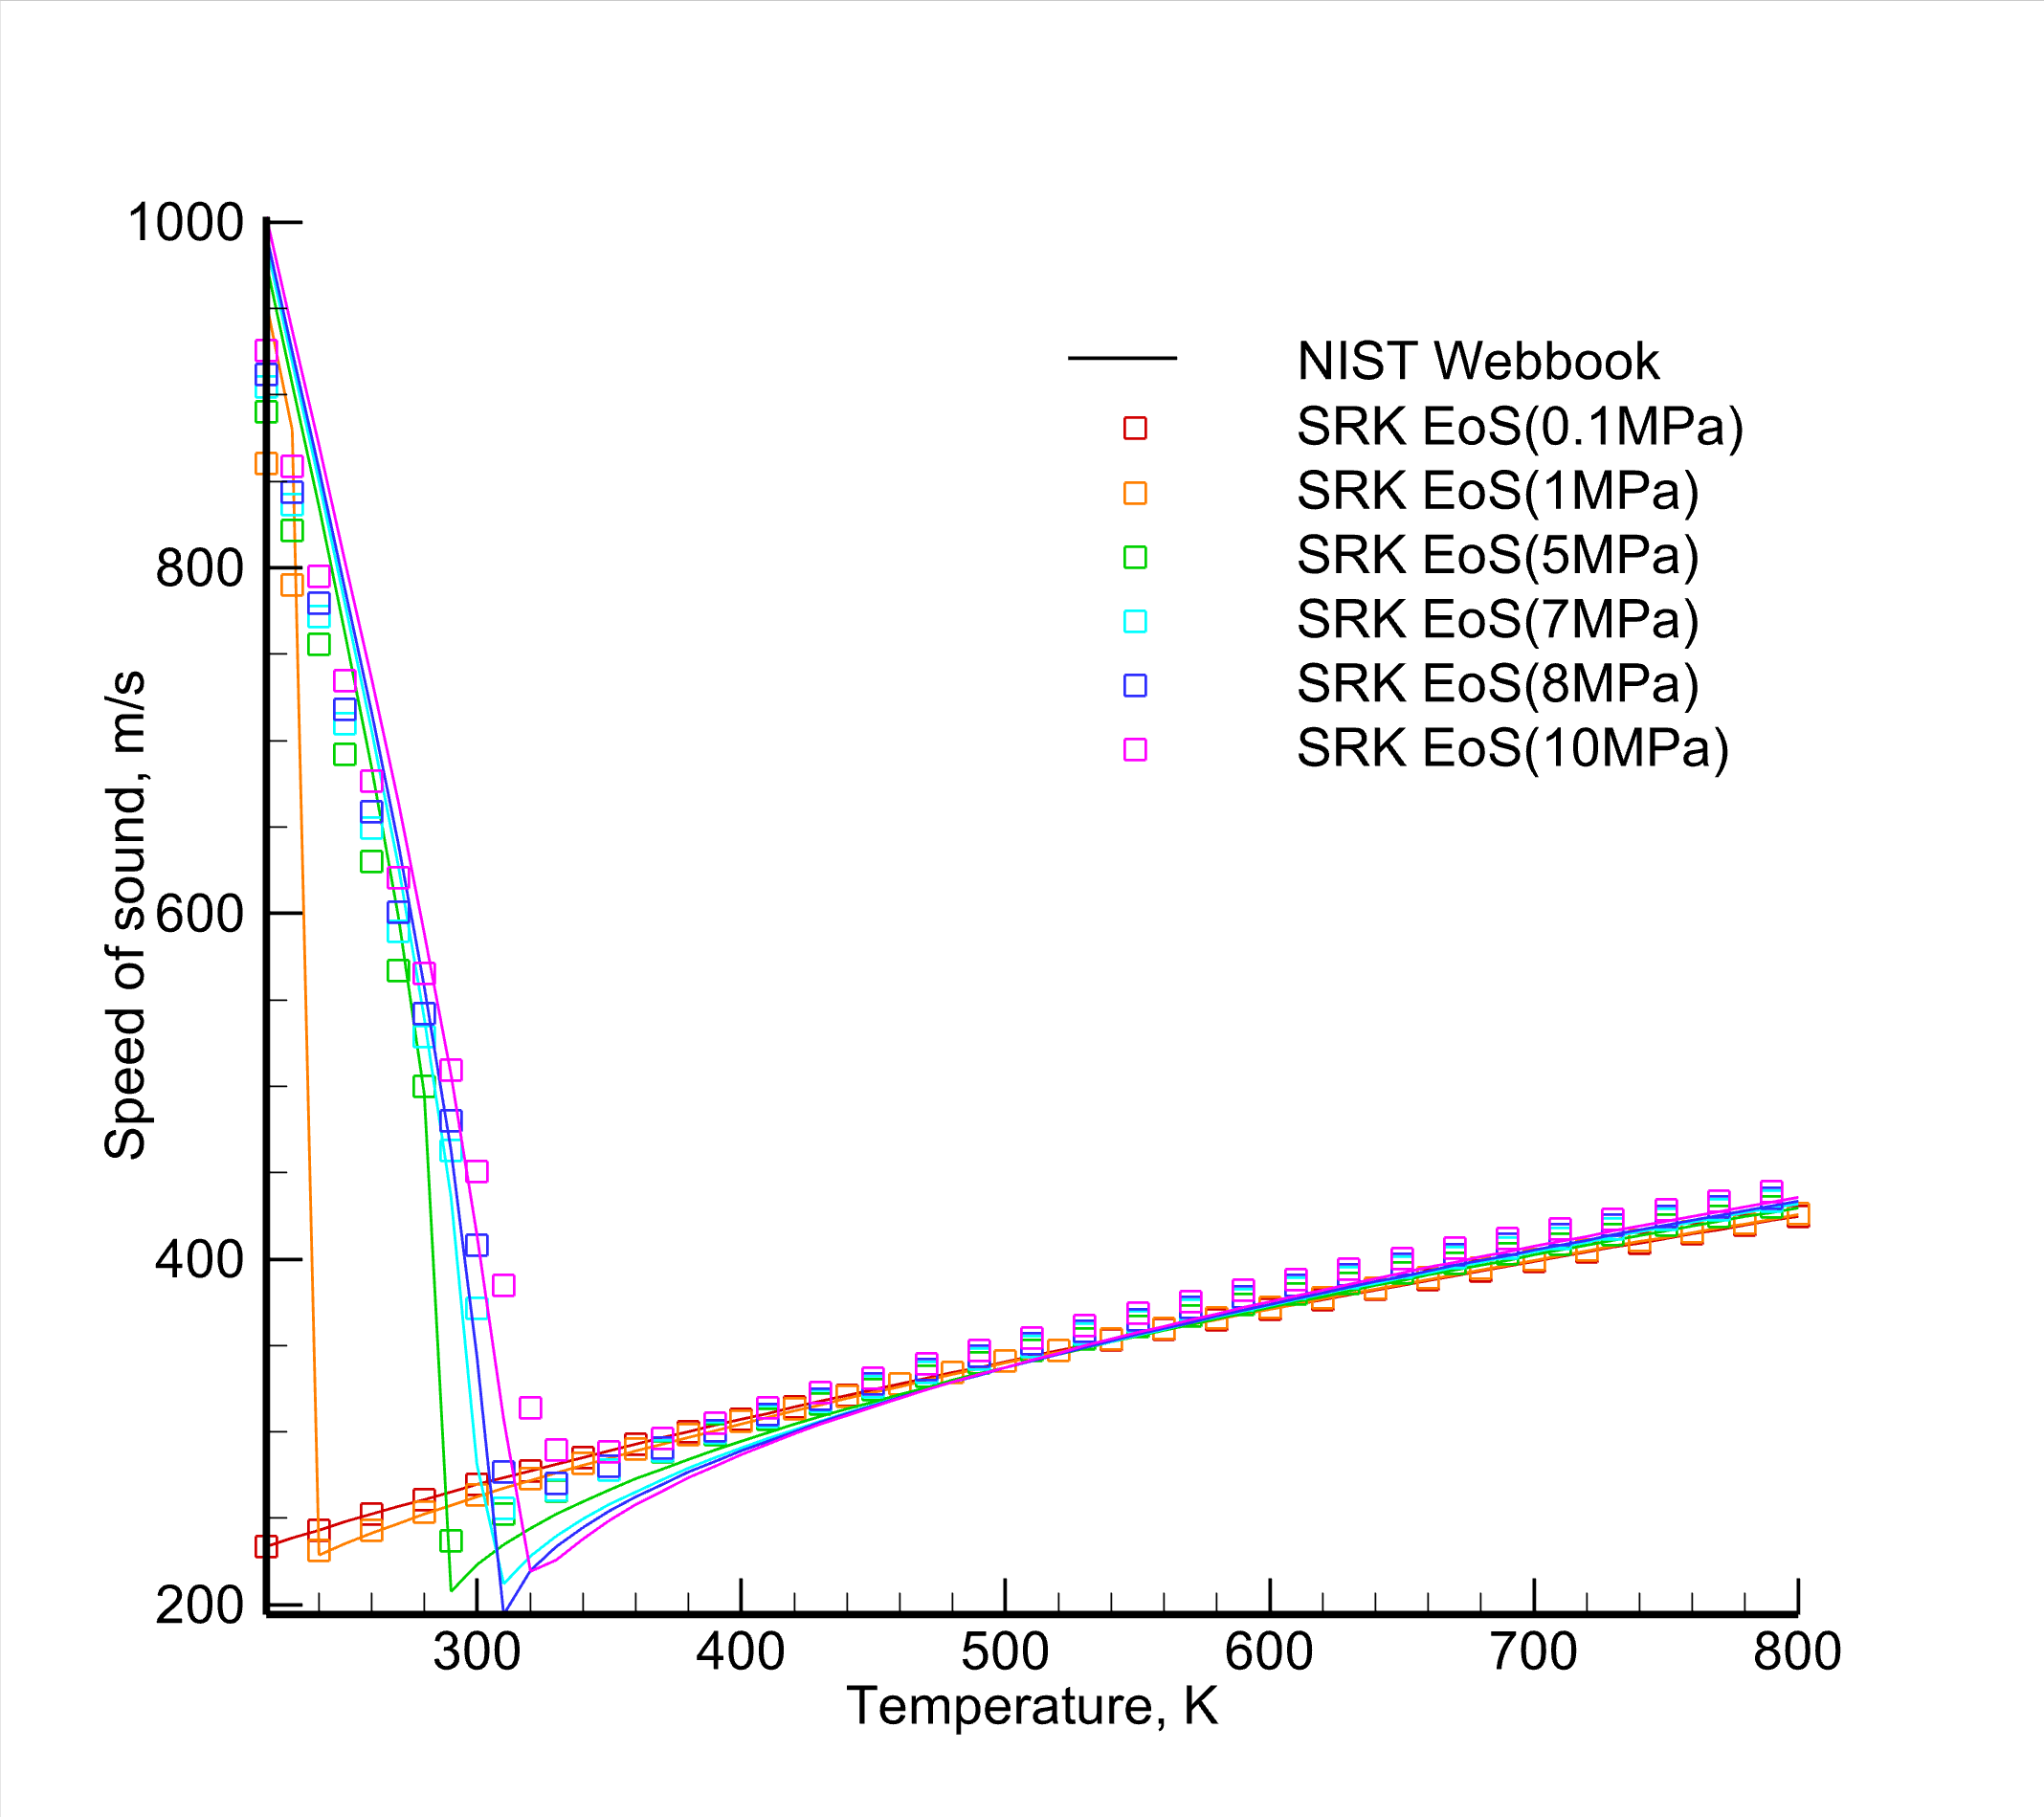 1000
800
600
400
200
Speed of sound, m/s
NIST Webbook
SRK EoS(0.1MPa)
SRK EoS(1MPa)
SRK EoS(5MPa)
SRK EoS(7MPa)
SRK EoS(8MPa)
SRK EoS(10MPa)
300 400 500 600 700 800
Temperature, K